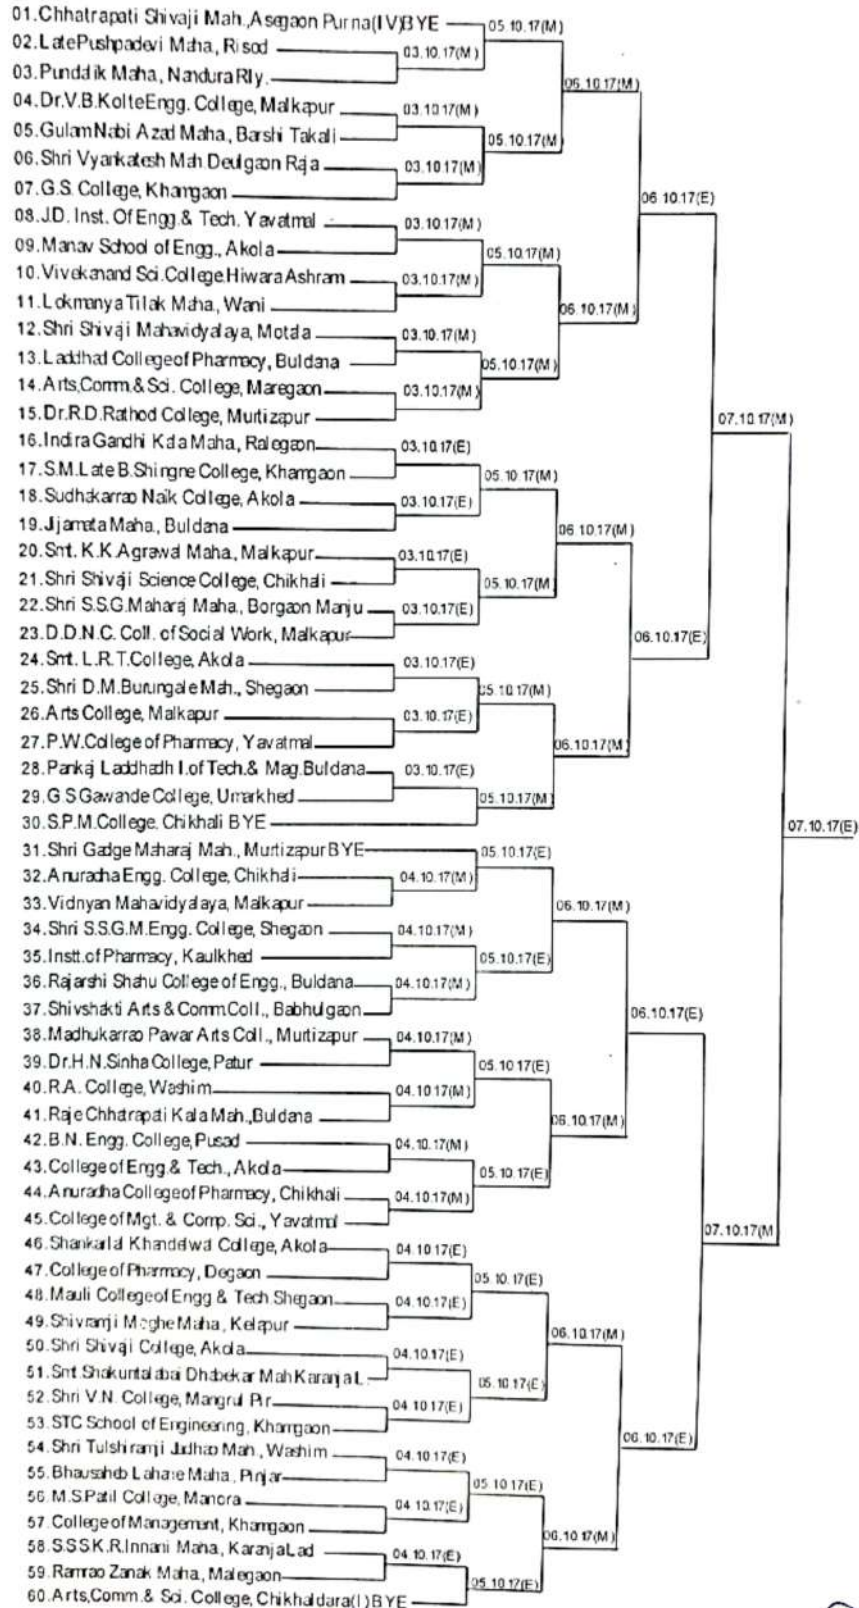 01.Chhatrapati Shivaji Mah.,Asegaon Purna(IV)BYE
05.10.17(M)
02.Late Pushpadevi Maha, Risod
03.10.17(M)
03.Pundalik Maha, Nandura Rly.
06.10.17(M)
04.Dr.V.B.Kolte Engg. College, Malkapur
03.10.17(M)
05.Gulam Nabi Azad Maha, Barshi Takali
05.10.17(M
06.Shri Vyankatesh Mah.Deulgaon Raja
03.10.17(M)
07.G.S. College, Khamgaon
06.10.17(E)
08.J.D. Inst. Of Engg.& Tech. Yavatmal
03.10.17(M)
09.Manav School of Engg., Akola
05.10.17(M)
10.Vivekanand Sci.College.Hiwara Ashram
03.10.17(M)
11.Lokmanya Tilak Maha, Wani
06.10.17(M)
12.Shri Shivaji Mahavidyalaya, Motala
03.10.17(M)
13.Laddhad College of Pharmacy, Buldana
05.10.17(M)
14.Arts,Comm.& Sci. College, Maregaon
03.10.17(M)
15.Dr.R.D.Rathod College, Murtizapur
07.10.17(M)
16.Indira Gandhi Kala Maha, Ralegaon
03.10.17(E)
17.S.M.Late B.Shingne College, Khamgaon
05.10.17(M)
18.Sudhakarrao Naik College, Akola
03.10.17(E)
19.Jijamata Maha., Buldana
06.10.17(M)
20.Smt. K.K.Agrawal Maha., Malkapur
03.10.17(E)
21.Shri Shivaji Science College, Chikhali
05.10.17(M
22.Shri S.S.G.Maharaj Maha., Borgaon Manju
03.10.17(E)
23.D.D.N.C. Coll. of Social Work, Malkapur
06.10.17(E)
24.Smt. L.R.T.College, Akola
03.10.17(E)
25.Shri D.M.Burungale Mah., Shegaon
05.10.17(M)
26.Arts College, Malkapur
03.10.17(E)
27.P.W.College of Pharmacy, Yavatmal
06.10.17(M)
28.Pankaj Laddhadh I.of Tech.& Mag.Buldana
03.10.17(E)
29.G S Gawande College, Umarkhed
05.10.17(M)
30.S.P.M.College, Chikhali BYE
07.10.17(E)
31.Shri Gadge Maharaj Mah., Murtizapur BYE
05.10.17(E)
32.Anuradha Engg. College, Chikhali
04.10.17(M)
33.Vidnyan Mahavidyalaya, Malkapur
06.10.17(M)
34.Shri S.S.G.M.Engg. College, Shegaon
04.10.17(M)
35.Instt.of Pharmacy, Kaulkhed
05.10.17(E)
36.Rajarshi Shahu College of Engg., Buldana
04.10.17(M)
37.Shivshakti Arts & Comm Coll., Babhulgaon
06.10.17(E)
38.Madhukarrao Pawar Arts Coll., Murtizapur
04.10.17(M)
39.Dr.H.N.Sinha College, Patur
05.10.17(E)
40.R.A. College, Washim
04.10.17(M)
41.Raje Chhatrapati Kala Mah.,Buldana
06.10.17(M)
42.B.N. Engg. College,Pusad
04.10.17(M)
43.College of Engg.& Tech., Akola
05.10.17(E)
44.Anuradha College of Pharmacy, Chikhali
04.10.17(M)
45.College of Mgt. & Comp. Sci., Yavatmal
07.10.17(M
46.Shankarlal Khandelwal College, Akola
04.10.17(E)
47.College of Pharmacy, Degaon
05.10.17(E)
48.Mauli College of Engg & Tech.Shegaon
04.10.17(E)
49.Shivramji Moghe Maha, Kelapur
06.10.17(M)
50.Shri Shivaji College, Akola
04.10.17(E)
51.Smt.Shakuntalabai Dhabekar Mah Karanja L.
05.10.17(E)
52.Shri V.N. College, Mangrul Pir
04.10.17(E)
53.STC School of Engineering, Khamgaon
06.10.17(E)
54.Shri Tulshiramji Jadhao Mah., Washim
04.10.17(E)
55.Bhausaheb Lahane Maha., Pinjar
05.10.17(E)
56.M.S.Patil College, Manora
04.10.17(E)
57.College of Management, Khamgaon
06.10.17(M)
58.S.S.S.K.R.Innani Maha, Karanja Lad
04.10.17(E)
59.Ramrao Zanak Maha., Malegaon
05.10.17(E)
60.Arts,Comm.& Sci. College, Chikhaldara(I)BYE